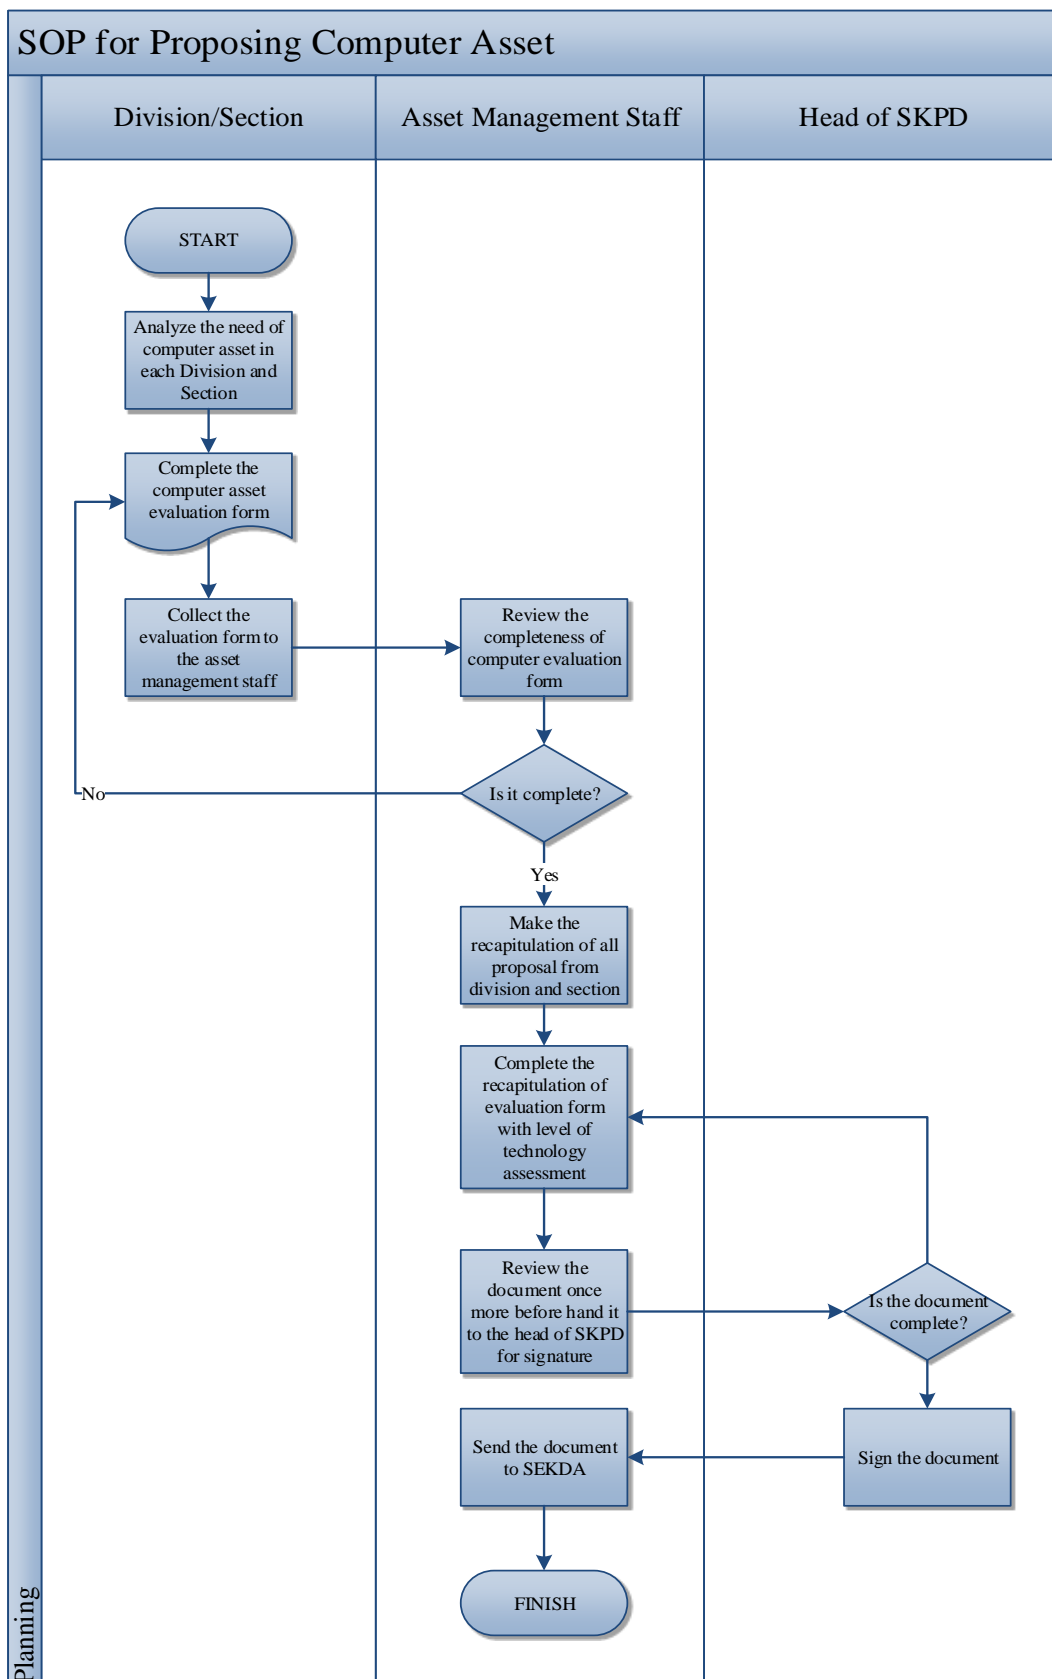 SOP for Proposing Computer Asset
Division/Section
Asset Management Staff
Head of SKPD
START
Analyze the need of
computer asset in
each Division and
Section
Complete the
computer asset
evaluation form
Collect the
evaluation form to
the asset
management staff
Review the
completeness of
computer evaluation
form
Is it complete?
No
Yes
Make the
recapitulation of all
proposal from
division and section
Complete the
recapitulation of
evaluation form
with level of
technology
assessment
Review the
document once
more before hand it
to the head of SKPD
for signature
Is the document
complete?
Sign the document
Send the document
to SEKDA
FINISH
Planning